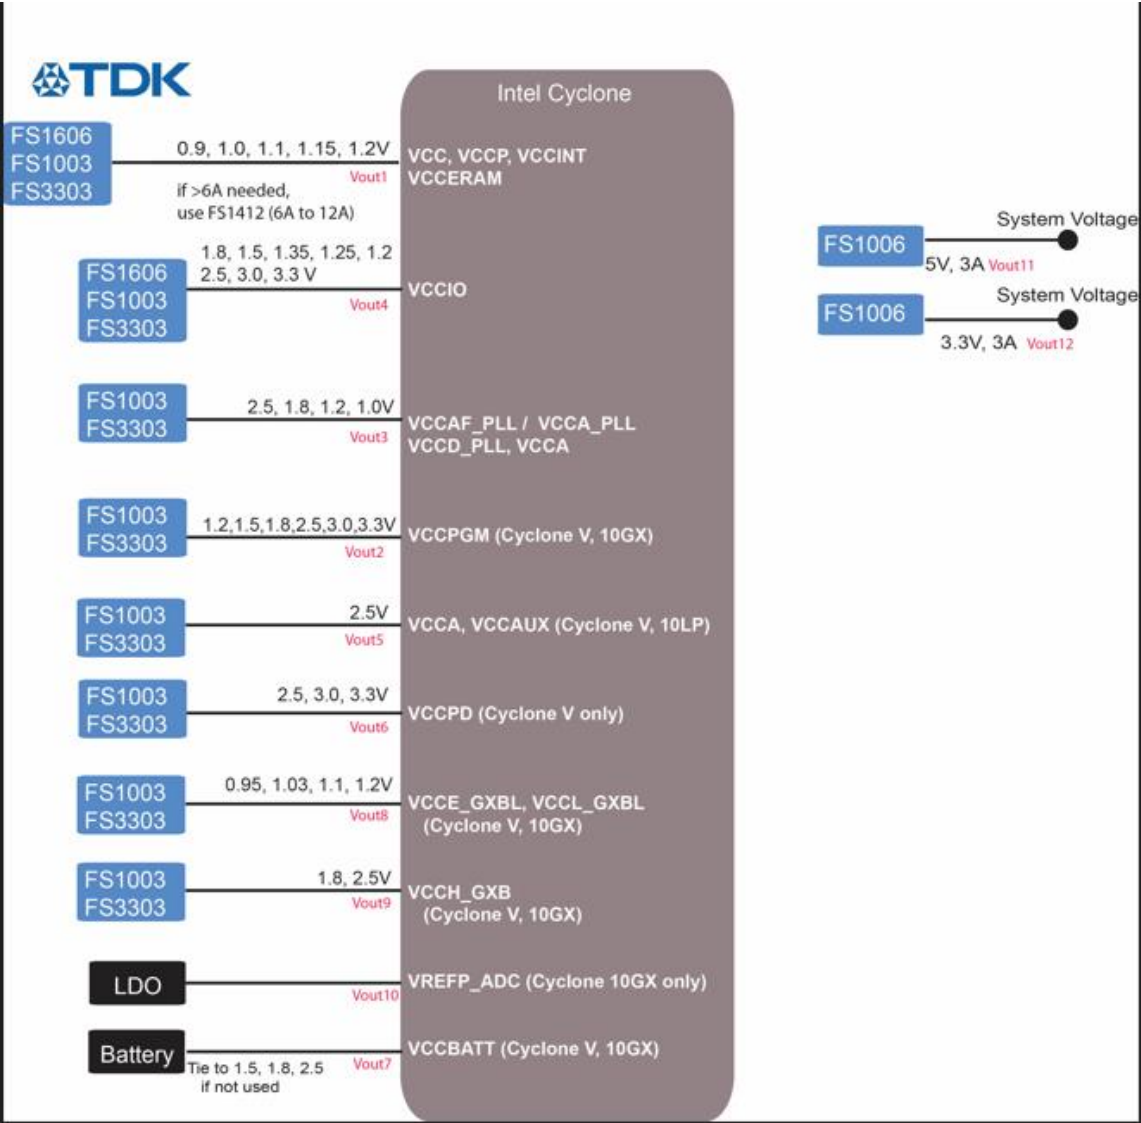 TDK
Intel Cyclone
FS1606
FS1003
FS3303
0.9, 1.0, 1.1, 1.15, 1.2V
Vout1
if >6A needed,
use FS1412 (6A to 12A)
VCC, VCCP, VCCINT
VCCERAM
FS1606
FS1003
FS3303
1.8, 1.5, 1.35, 1.25, 1.2
2.5, 3.0, 3.3 V
Vout4
VCCIO
FS1003
FS3303
2.5, 1.8, 1.2, 1.0V
Vout3
VCCAF_PLL / VCCA_PLL
VCCD_PLL, VCCA
FS1003
FS3303
1.2,1.5,1.8,2.5,3.0,3.3V
Vout2
VCCPGM (Cyclone V, 10GX)
FS1003
FS3303
2.5V
Vout5
VCCA, VCCAUX (Cyclone V, 10LP)
FS1003
FS3303
2.5, 3.0, 3.3V
Vout6
VCCPD (Cyclone V only)
FS1003
FS3303
0.95, 1.03, 1.1, 1.2V
Vout8
VCCE_GXBL, VCCL_GXBL
(Cyclone V, 10GX)
FS1003
FS3303
1.8, 2.5V
Vout9
VCCH_GXB
(Cyclone V, 10GX)
LDO
Vout10
VREFP_ADC (Cyclone 10GX only)
Battery
Tie to 1.5, 1.8, 2.5
if not used
Vout7
VCCBATT (Cyclone V, 10GX)
System Voltage
FS1006
5V, 3A Vout11
System Voltage
FS1006
3.3V, 3A Vout12